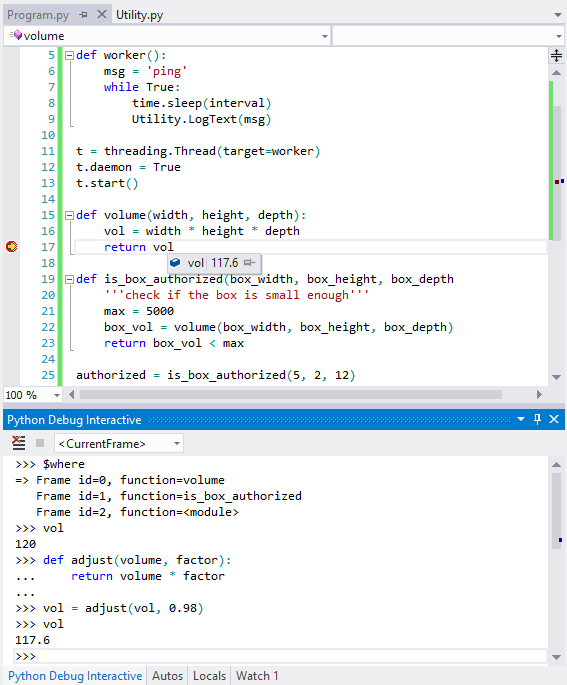 Program.py Utility.py
volume
5 def worker():
6     msg = 'ping'
7     while True:
8         time.sleep(interval)
9         Utility.LogText(msg)
10
11 t = threading.Thread(target=worker)
12 t.daemon = True
13 t.start()
14
15 def volume(width, height, depth):
16     vol = width * height * depth
17     return vol
vol 117.6
18
19 def is_box_authorized(box_width, box_height, box_depth
20     '''check if the box is small enough'''
21     max = 5000
22     box_vol = volume(box_width, box_height, box_depth)
23     return box_vol < max
24
25 authorized = is_box_authorized(5, 2, 12)
100 %
Python Debug Interactive
<CurrentFrame>
>>> $where
=> Frame id=0, function=volume
   Frame id=1, function=is_box_authorized
   Frame id=2, function=<module>
>>> vol
120
>>> def adjust(volume, factor):
...     return volume * factor
...
>>> vol = adjust(vol, 0.98)
>>> vol
117.6
>>>
Python Debug Interactive Autos Locals Watch 1